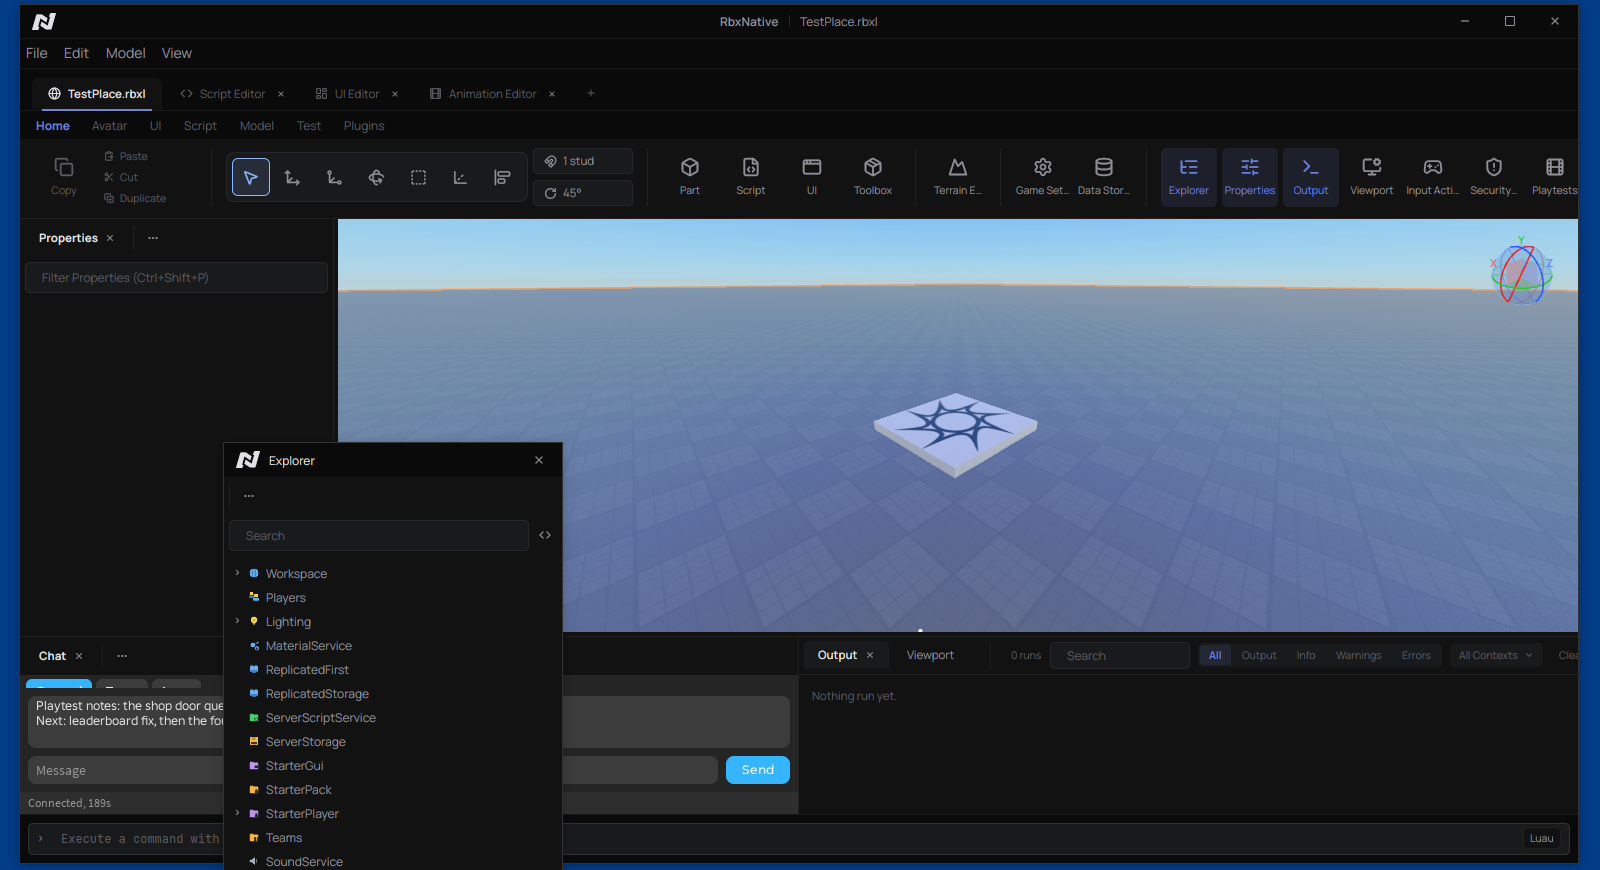 RbxNative TestPlace.rbxl
File Edit Model View
TestPlace.rbxl Script Editor UI Editor Animation Editor
Home Avatar UI Script Model Test Plugins
Copy
Paste
Cut
Duplicate
1 stud
45°
Part Script UI Toolbox Terrain E... Game Set... Data Stor... Explorer Properties Output Viewport Input Acti... Security... Playtests
Properties
Filter Properties (Ctrl+Shift+P)
Y
X
Z
Explorer
Search
Workspace
Players
Lighting
MaterialService
ReplicatedFirst
ReplicatedStorage
ServerScriptService
ServerStorage
StarterGui
StarterPack
StarterPlayer
Teams
SoundService
Chat
Playtest notes: the shop door que
Next: leaderboard fix, then the fou
Message
Send
Connected, 189s
Output Viewport 0 runs Search All Output Info Warnings Errors All Contexts Clea
Nothing run yet.
Execute a command with
Luau